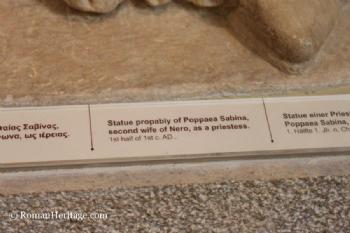 παίας Σαβίνας,
ωνα, ως ιέρειας.
Statue propably of Poppaea Sabina,
second wife of Nero, as a priestess.
1st half of 1st c. AD..
Statue einer Pries
Poppaea Sabina,
1. Hälfte 1. Jh. n. Ch
© RomanHeritage.com